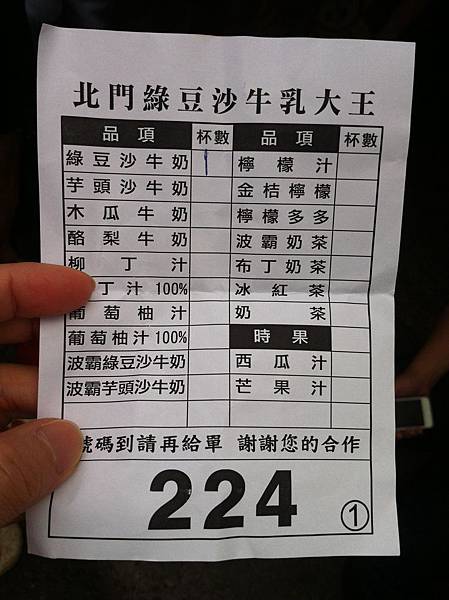 北門綠豆沙牛乳大王
品項 杯數 品項 杯數
綠豆沙牛奶 1 檸檬汁
芋頭沙牛奶 金桔檸檬
木瓜牛奶 檸檬多多
酪梨牛奶 波霸奶茶
柳丁汁 布丁奶茶
丁汁100% 冰紅茶
葡萄柚汁 奶茶
葡萄柚汁100% 時果
波霸綠豆沙牛奶 西瓜汁
波霸芋頭沙牛奶 芒果汁
號碼到請再給單 謝謝您的合作
224
①